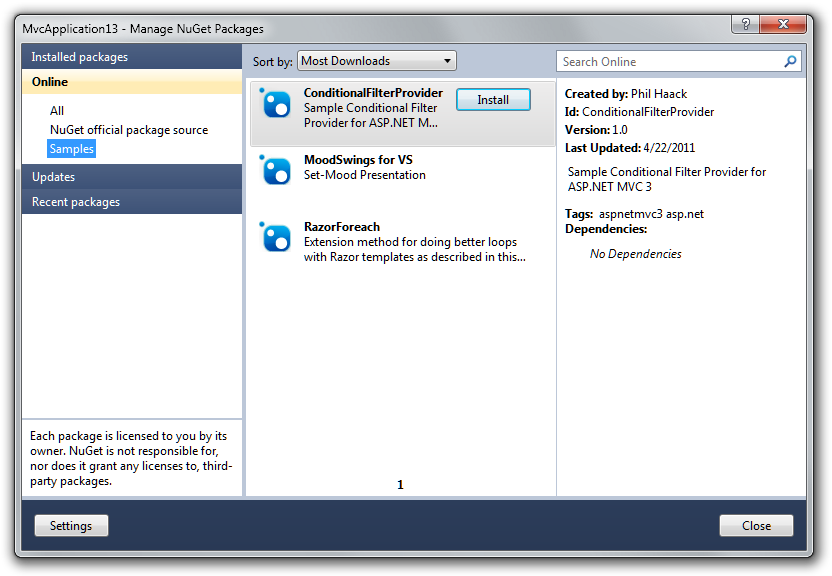 MvcApplication13 - Manage NuGet Packages
Installed packages
Online
All
NuGet official package source
Samples
Updates
Recent packages
Each package is licensed to you by its
owner. NuGet is not responsible for,
nor does it grant any licenses to, third-
party packages.
Sort by: Most Downloads
ConditionalFilterProvider
Sample Conditional Filter
Provider for ASP.NET M...
Install
MoodSwings for VS
Set-Mood Presentation
RazorForeach
Extension method for doing better loops
with Razor templates as described in this...
1
Search Online
Created by: Phil Haack
Id: ConditionalFilterProvider
Version: 1.0
Last Updated: 4/22/2011
Sample Conditional Filter Provider for
ASP.NET MVC 3
Tags: aspnetmvc3 asp.net
Dependencies:
No Dependencies
Settings
Close